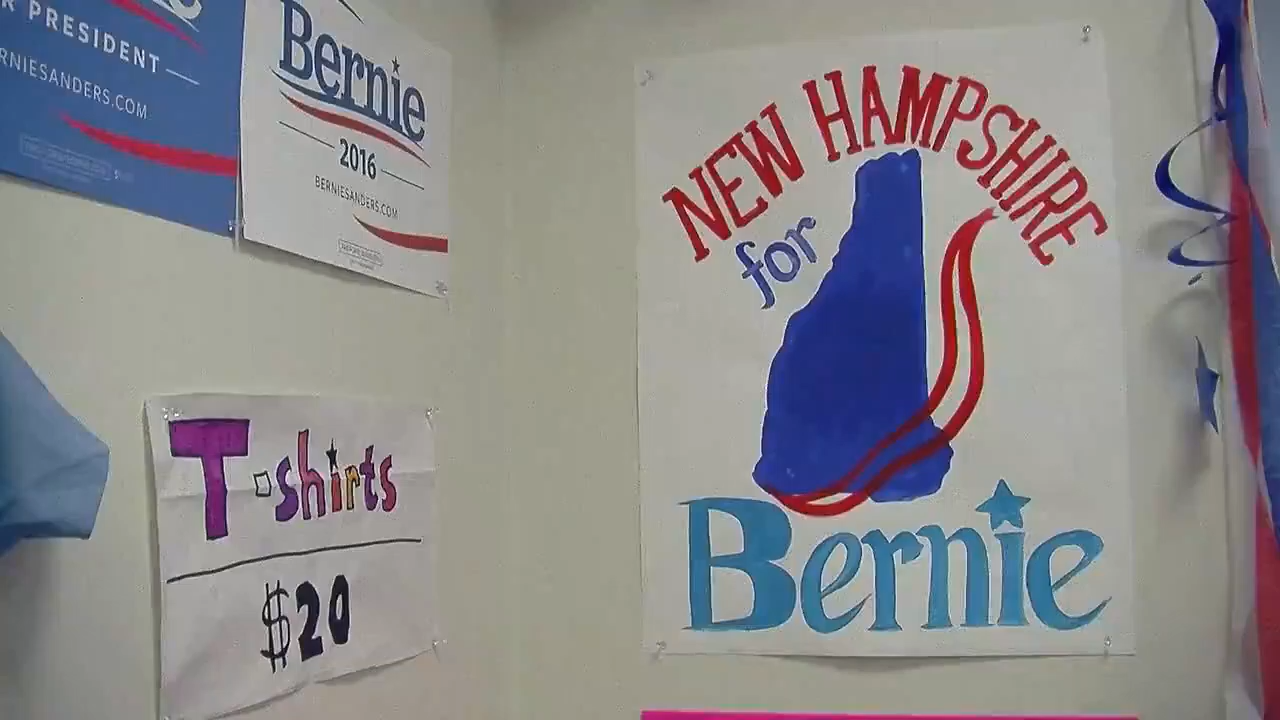 R PRESIDENT
RNIESANDERS.COM
Bernie
2016
BERNIESANDERS.COM
NEW HAMPSHIRE
for
Bernie
T-shirts
$20